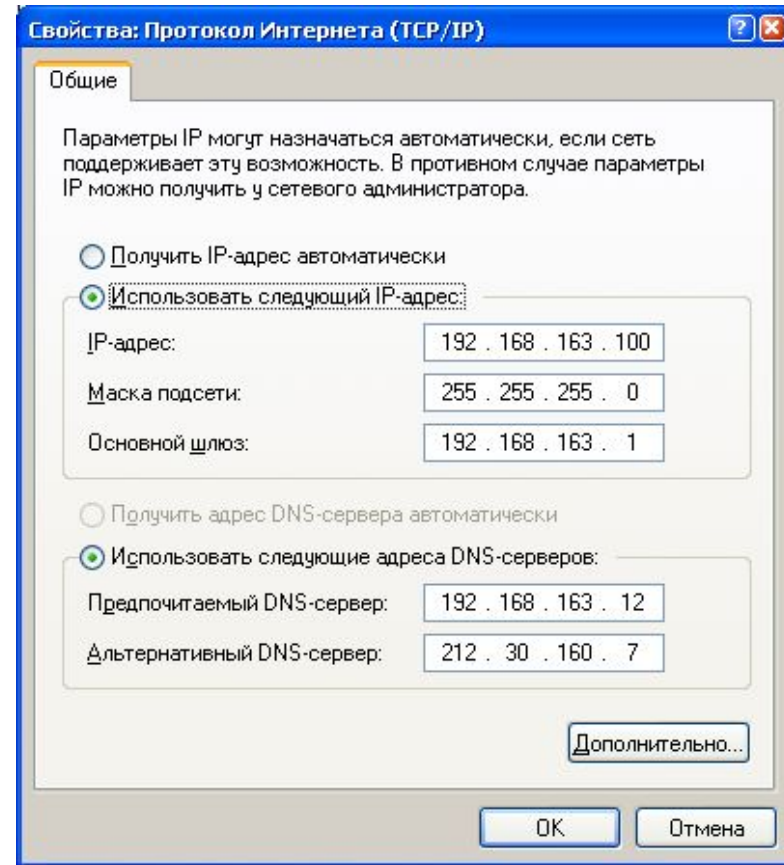 Свойства: Протокол Интернета (TCP/IP)
Общие
Параметры IP могут назначаться автоматически, если сеть
поддерживает эту возможность. В противном случае параметры
IP можно получить у сетевого администратора.
Получить IP-адрес автоматически
Использовать следующий IP-адрес:
IP-адрес: 192 . 168 . 163 . 100
Маска подсети: 255 . 255 . 255 . 0
Основной шлюз: 192 . 168 . 163 . 1
Получить адрес DNS-сервера автоматически
Использовать следующие адреса DNS-серверов:
Предпочитаемый DNS-сервер: 192 . 168 . 163 . 12
Альтернативный DNS-сервер: 212 . 30 . 160 . 7
Дополнительно...
OK Отмена